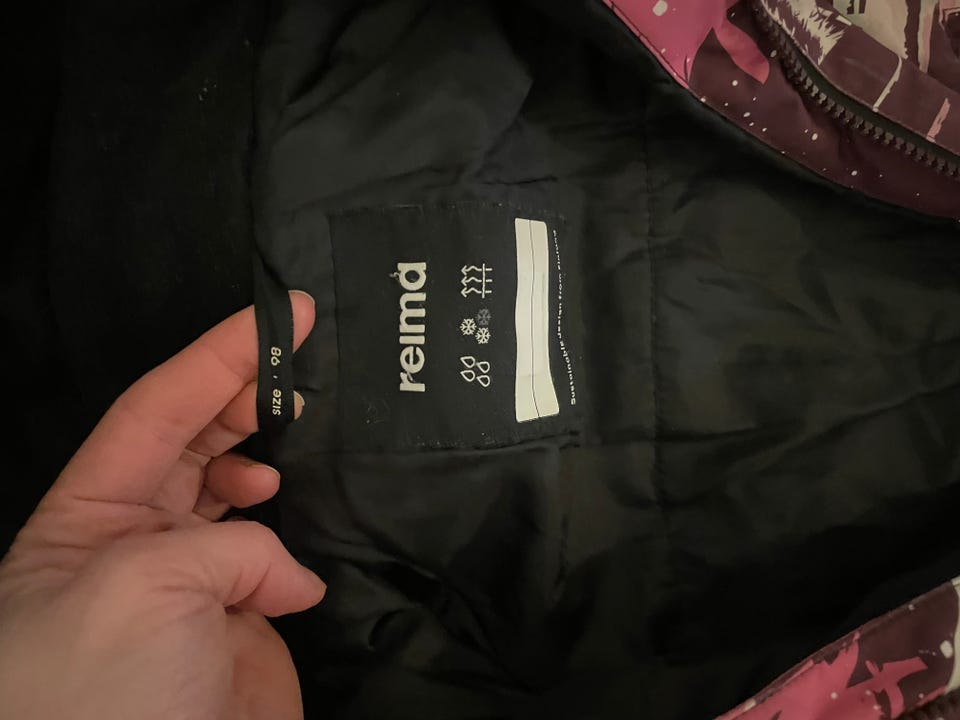 size • 98
reima
Sustainable design from Finland